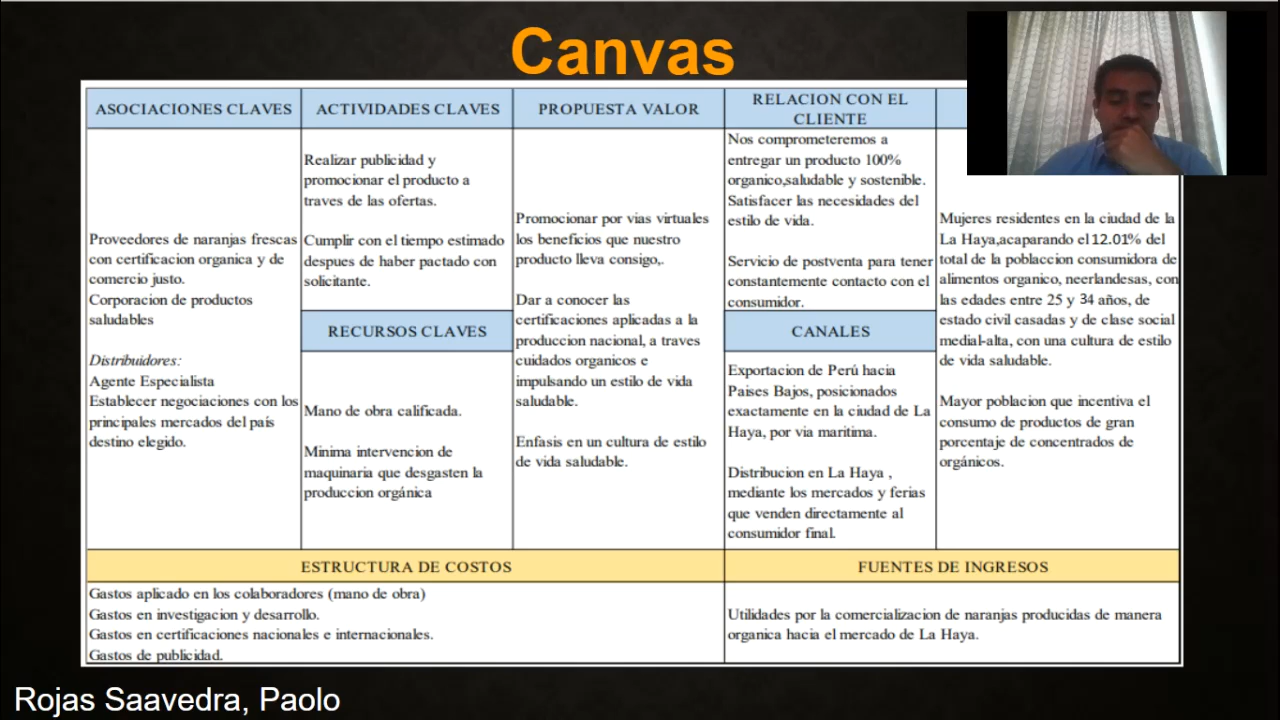 Canvas
ASOCIACIONES CLAVES
Proveedores de naranjas frescas
con certificacion organica y de
comercio justo.
Corporacion de productos
saludables
Distribuidores:
Agente Especialista
Establecer negociaciones con los
principales mercados del país
destino elegido.
ACTIVIDADES CLAVES
Realizar publicidad y
promocionar el producto a
traves de las ofertas.
Cumplir con el tiempo estimado
despues de haber pactado con
solicitante.
RECURSOS CLAVES
Mano de obra calificada.
Minima intervencion de
maquinaria que desgasten la
produccion orgánica
PROPUESTA VALOR
Promocionar por vias virtuales
los beneficios que nuestro
producto lleva consigo,.
Dar a conocer las
certificaciones aplicadas a la
produccion nacional, a traves
cuidados organicos e
impulsando un estilo de vida
saludable.
Enfasis en un cultura de estilo
de vida saludable.
RELACION CON EL
CLIENTE
Nos comprometeremos a
entregar un producto 100%
organico,saludable y sostenible.
Satisfacer las necesidades del
estilo de vida.
Servicio de postventa para tener
constantemente contacto con el
consumidor.
CANALES
Exportacion de Perú hacia
Paises Bajos, posicionados
exactamente en la ciudad de La
Haya, por via maritima.
Distribucion en La Haya ,
mediante los mercados y ferias
que venden directamente al
consumidor final.
Mujeres residentes en la ciudad de la
La Haya,acaparando el 12.01% del
total de la poblaccion consumidora de
alimentos organico, neerlandesas, con
las edades entre 25 y 34 años, de
estado civil casadas y de clase social
medial-alta, con una cultura de estilo
de vida saludable.
Mayor poblacion que incentiva el
consumo de productos de gran
porcentaje de concentrados de
orgánicos.
ESTRUCTURA DE COSTOS
Gastos aplicado en los colaboradores (mano de obra)
Gastos en investigacion y desarrollo.
Gastos en certificaciones nacionales e internacionales.
Gastos de publicidad.
FUENTES DE INGRESOS
Utilidades por la comercializacion de naranjas producidas de manera
organica hacia el mercado de La Haya.
Rojas Saavedra, Paolo